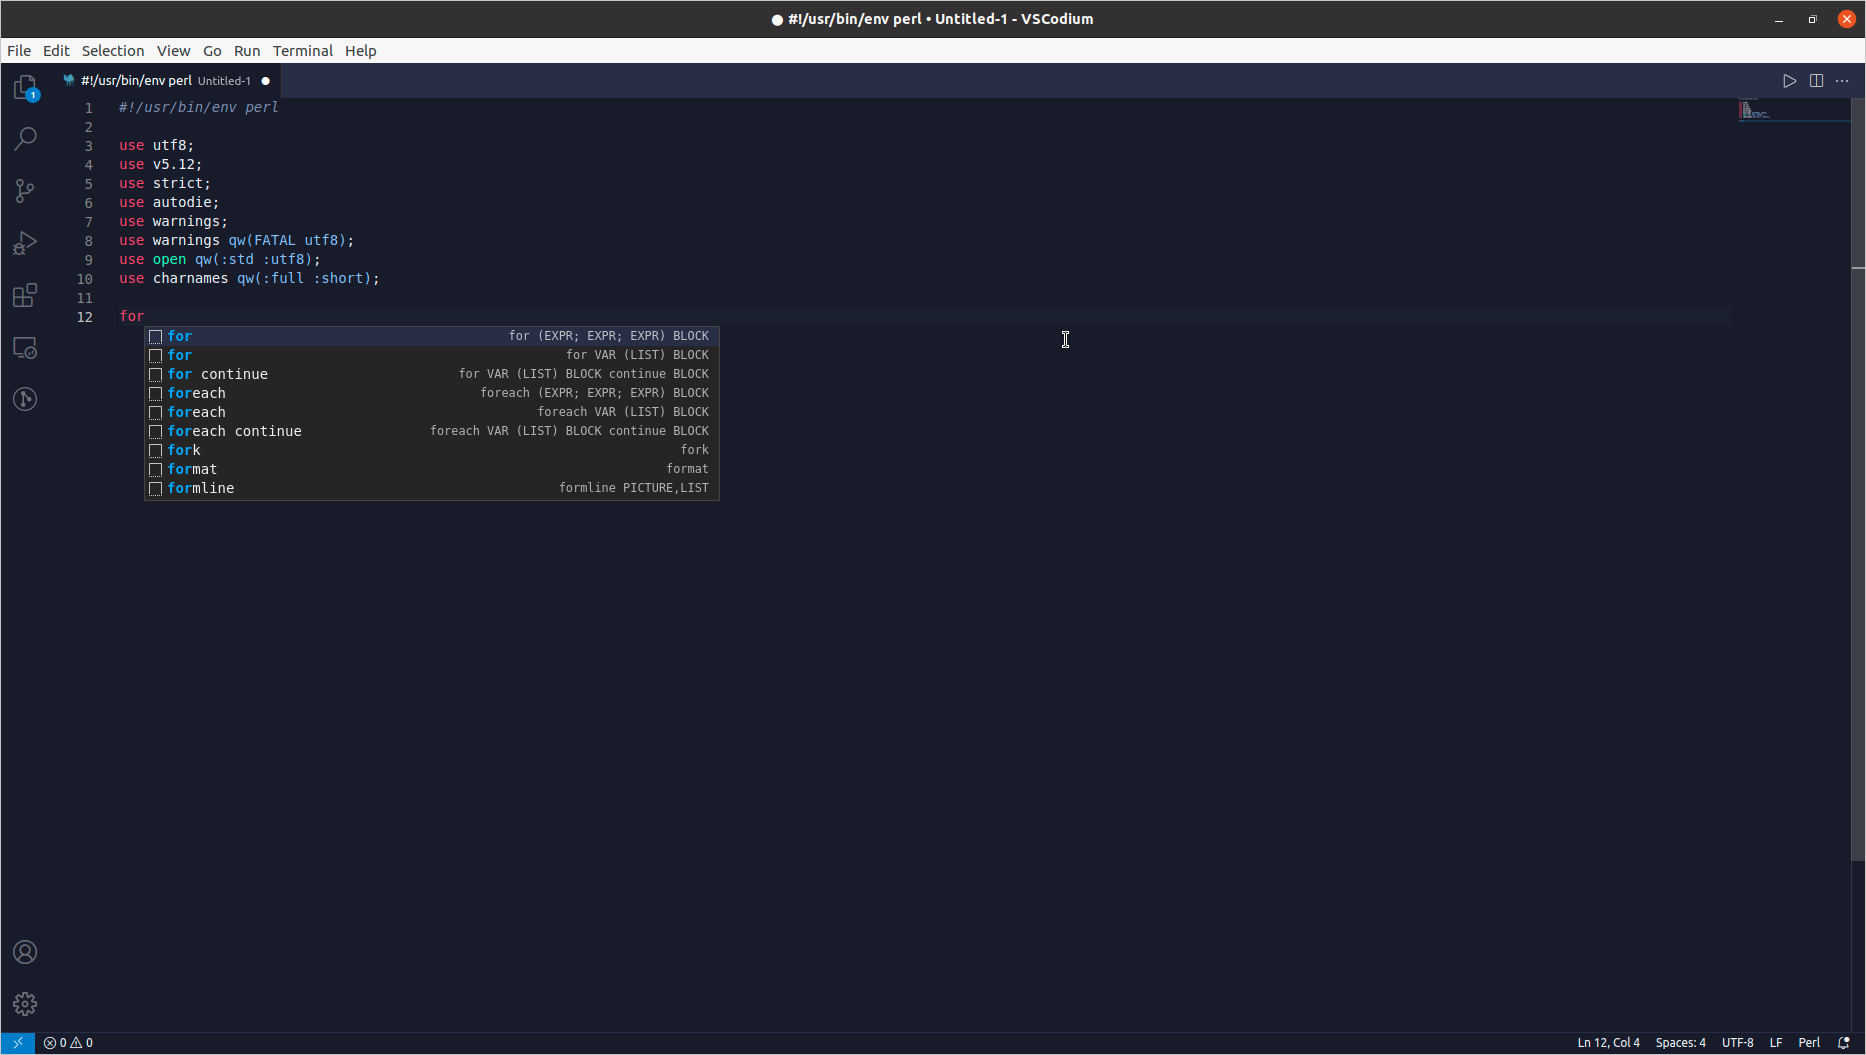 ● #!/usr/bin/env perl • Untitled-1 - VSCodium
File Edit Selection View Go Run Terminal Help
1
#!/usr/bin/env perl Untitled-1 ●
1 #!/usr/bin/env perl
2
3 use utf8;
4 use v5.12;
5 use strict;
6 use autodie;
7 use warnings;
8 use warnings qw(FATAL utf8);
9 use open qw(:std :utf8);
10 use charnames qw(:full :short);
11
12 for
for for (EXPR; EXPR; EXPR) BLOCK
for for VAR (LIST) BLOCK
for continue for VAR (LIST) BLOCK continue BLOCK
foreach foreach (EXPR; EXPR; EXPR) BLOCK
foreach foreach VAR (LIST) BLOCK
foreach continue foreach VAR (LIST) BLOCK continue BLOCK
fork fork
format format
formline formline PICTURE,LIST
0 0 Ln 12, Col 4 Spaces: 4 UTF-8 LF Perl